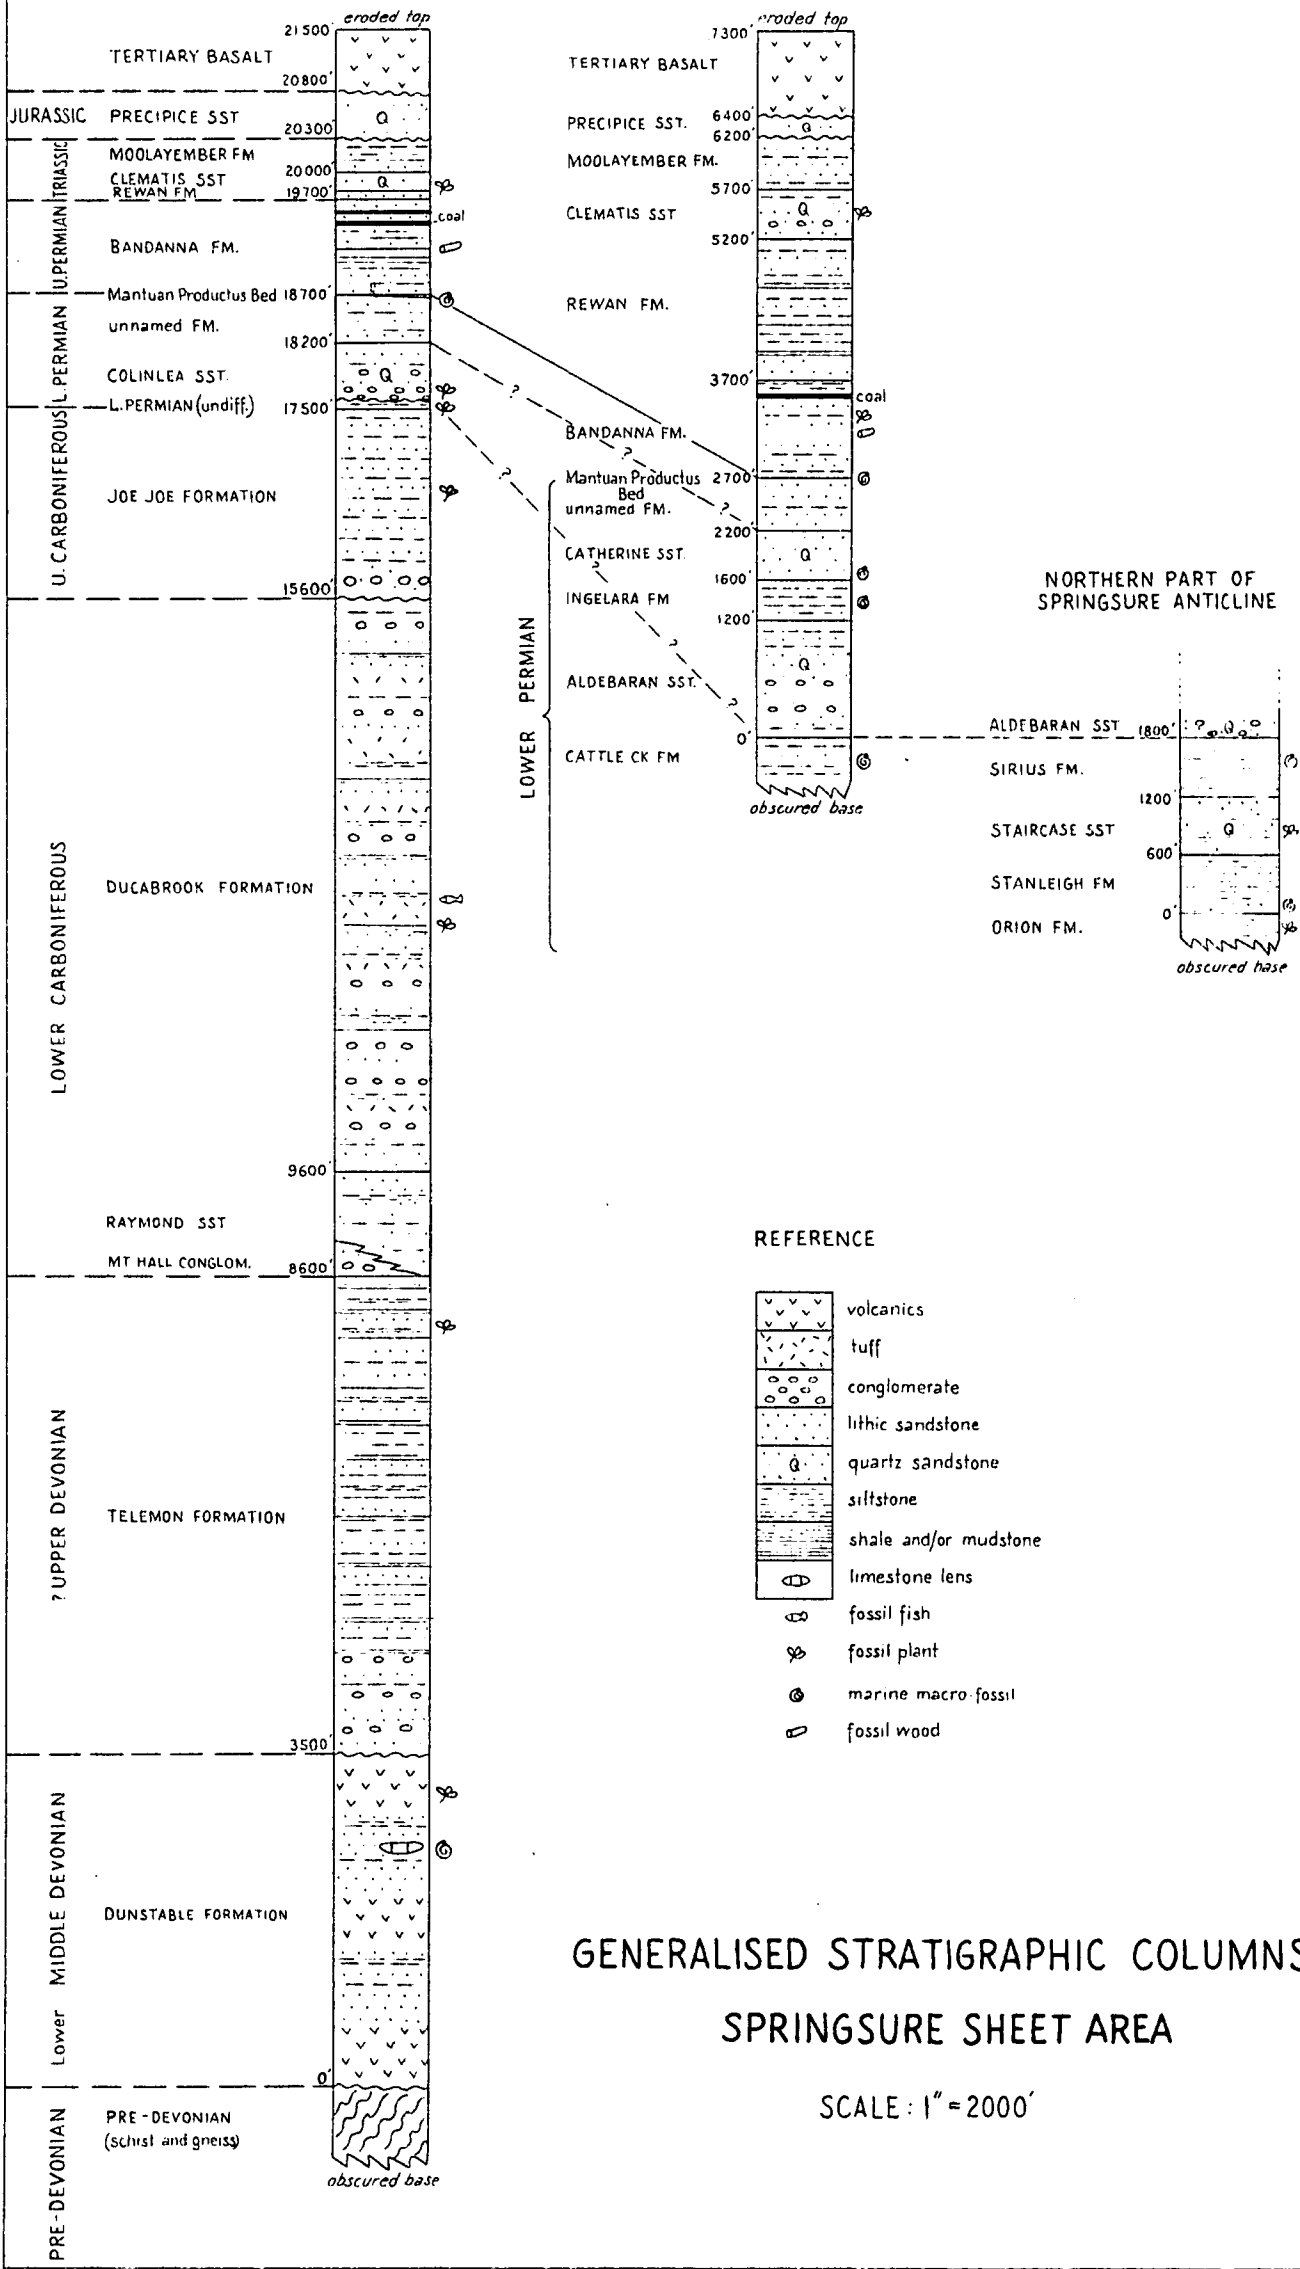 eroded top
21500'
TERTIARY BASALT
20800'
JURASSIC
PRECIPICE SST
Q
20300'
TRIASSIC
MOOLAYEMBER FM
20000'
CLEMATIS SST
Q
REWAN FM
19700'
coal
U.PERMIAN
BANDANNA FM.
Mantuan Productus Bed
18700'
L.PERMIAN
unnamed FM.
18200'
COLINLEA SST.
Q
L.PERMIAN (undiff.)
17500'
U. CARBONIFEROUS
JOE JOE FORMATION
15600'
LOWER CARBONIFEROUS
DUCABROOK FORMATION
9600'
RAYMOND SST
MT HALL CONGLOM.
8600'
? UPPER DEVONIAN
TELEMON FORMATION
3500'
Lower MIDDLE DEVONIAN
DUNSTABLE FORMATION
0'
PRE-DEVONIAN
PRE-DEVONIAN
(schist and gneiss)
obscured base
eroded top
7300'
TERTIARY BASALT
6400'
PRECIPICE SST.
Q
6200'
MOOLAYEMBER FM.
5700'
CLEMATIS SST
Q
5200'
REWAN FM.
3700'
coal
?
BANDANNA FM.
?
?
Mantuan Productus
Bed
2700'
unnamed FM.
?
2200'
CATHERINE SST.
Q
?
1600'
INGELARA FM
1200'
?
LOWER PERMIAN
ALDEBARAN SST.
Q
?
0'
CATTLE CK FM
obscured base
NORTHERN PART OF
SPRINGSURE ANTICLINE
ALDEBARAN SST
1800'
? Q
SIRIUS FM.
1200'
STAIRCASE SST
Q
600'
STANLEIGH FM
0'
ORION FM.
obscured base
REFERENCE
volcanics
tuff
conglomerate
lithic sandstone
Q
quartz sandstone
siltstone
shale and/or mudstone
limestone lens
fossil fish
fossil plant
marine macro-fossil
fossil wood
GENERALISED STRATIGRAPHIC COLUMNS
SPRINGSURE SHEET AREA
SCALE: 1" = 2000'